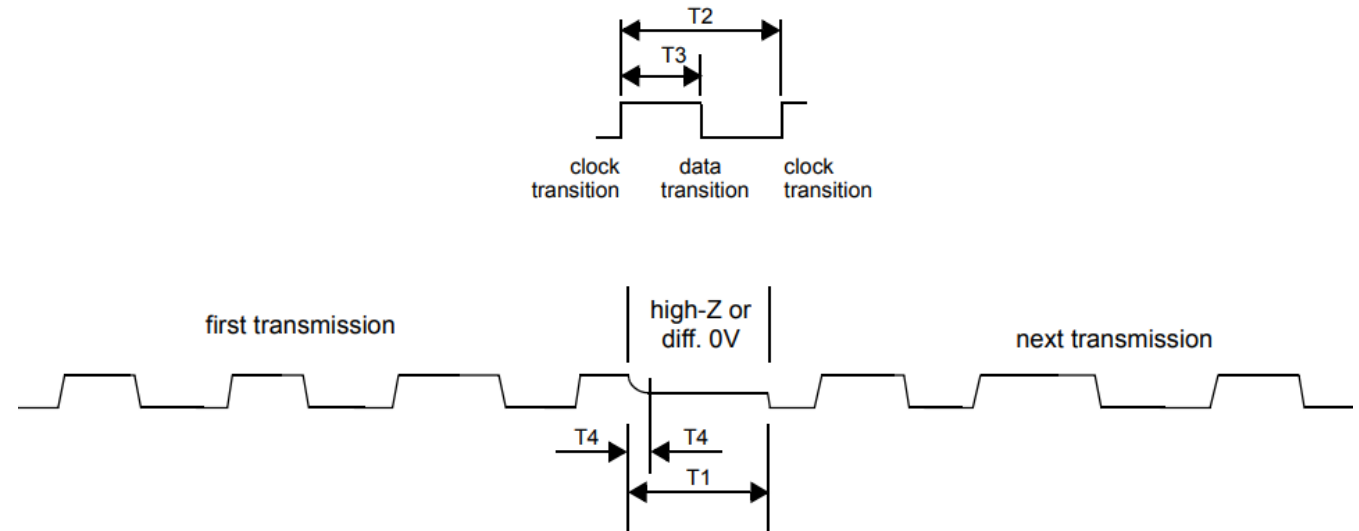 T2
T3
clock
transition
data
transition
clock
transition
first transmission
high-Z or
diff. 0V
next transmission
T4
T4
T1